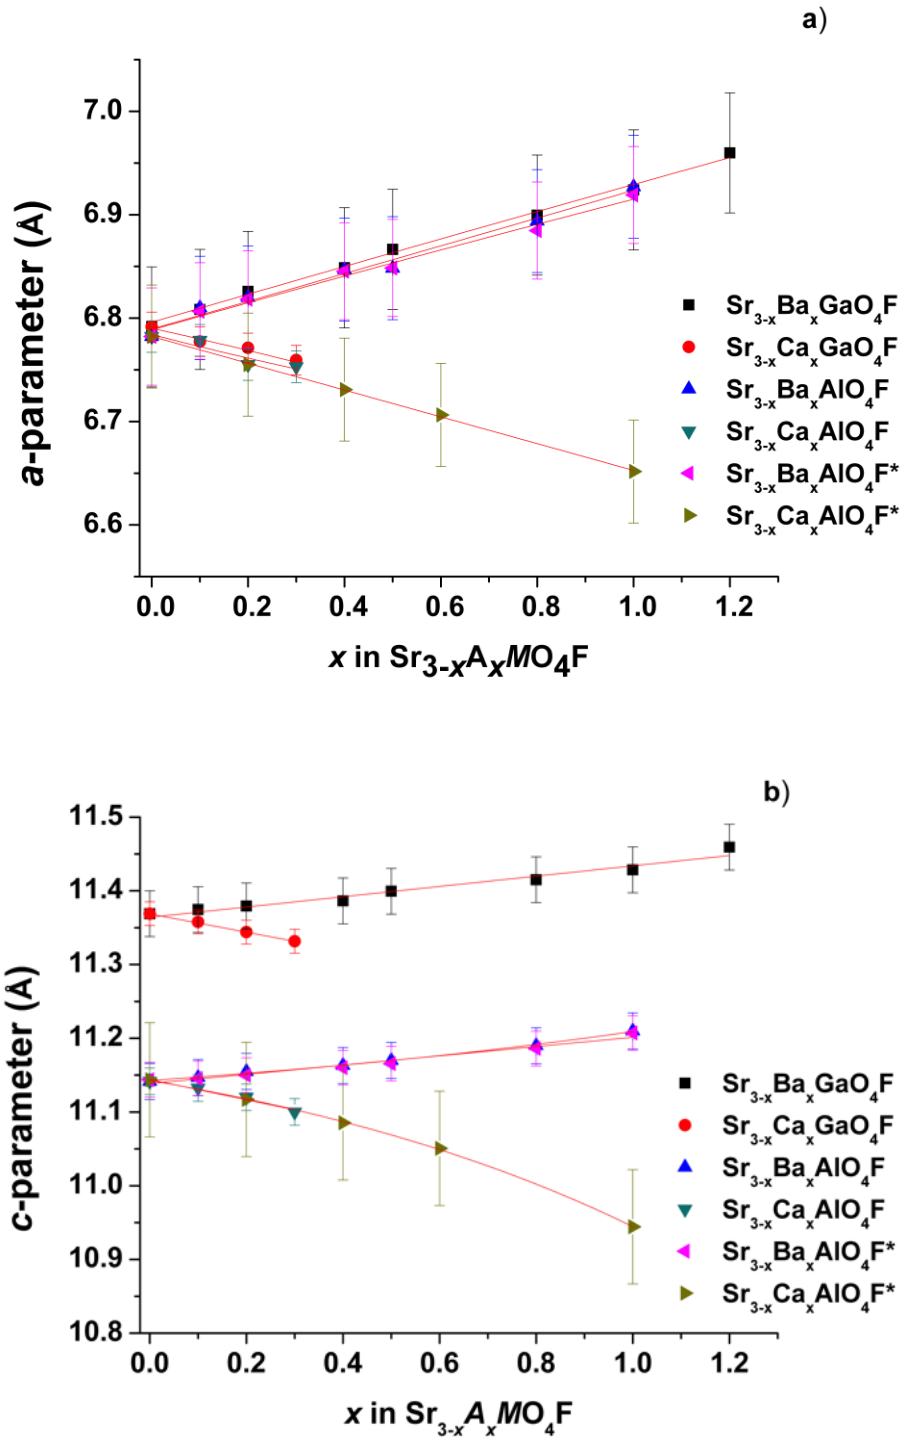 a)
a-parameter (Å)
7.0
6.9
6.8
6.7
6.6
Sr3-xBaxGaO4F
Sr3-xCaxGaO4F
Sr3-xBaxAlO4F
Sr3-xCaxAlO4F
Sr3-xBaxAlO4F*
Sr3-xCaxAlO4F*
0.0 0.2 0.4 0.6 0.8 1.0 1.2
x in Sr3-xAxMO4F
b)
c-parameter (Å)
11.5
11.4
11.3
11.2
11.1
11.0
10.9
10.8
Sr3-xBaxGaO4F
Sr3-xCaxGaO4F
Sr3-xBaxAlO4F
Sr3-xCaxAlO4F
Sr3-xBaxAlO4F*
Sr3-xCaxAlO4F*
0.0 0.2 0.4 0.6 0.8 1.0 1.2
x in Sr3-xAxMO4F